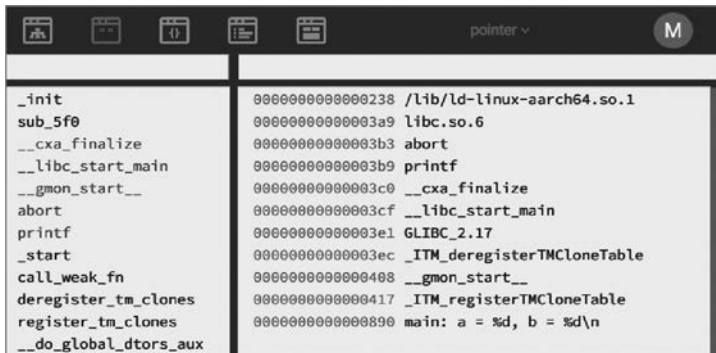 pointer
M
_init
sub_5f0
__cxa_finalize
__libc_start_main
__gmon_start__
abort
printf
_start
call_weak_fn
deregister_tm_clones
register_tm_clones
__do_global_dtors_aux
0000000000000238 /lib/ld-linux-aarch64.so.1
00000000000003a9 libc.so.6
00000000000003b3 abort
00000000000003b9 printf
00000000000003c0 __cxa_finalize
00000000000003cf __libc_start_main
00000000000003e1 GLIBC_2.17
00000000000003ec _ITM_deregisterTMCloneTable
0000000000000408 __gmon_start__
0000000000000417 _ITM_registerTMCloneTable
0000000000000890 main: a = %d, b = %d\n